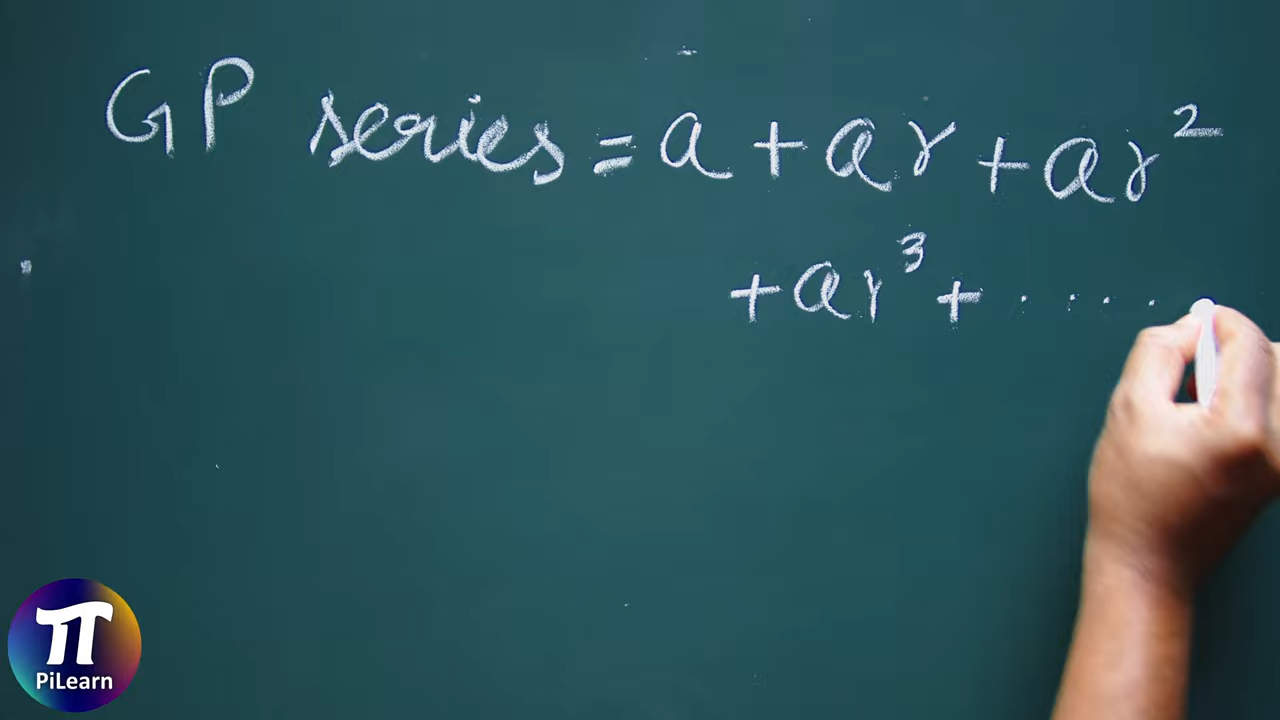 GP series = a + ar + ar²
+ ar³ + .....
π
PiLearn